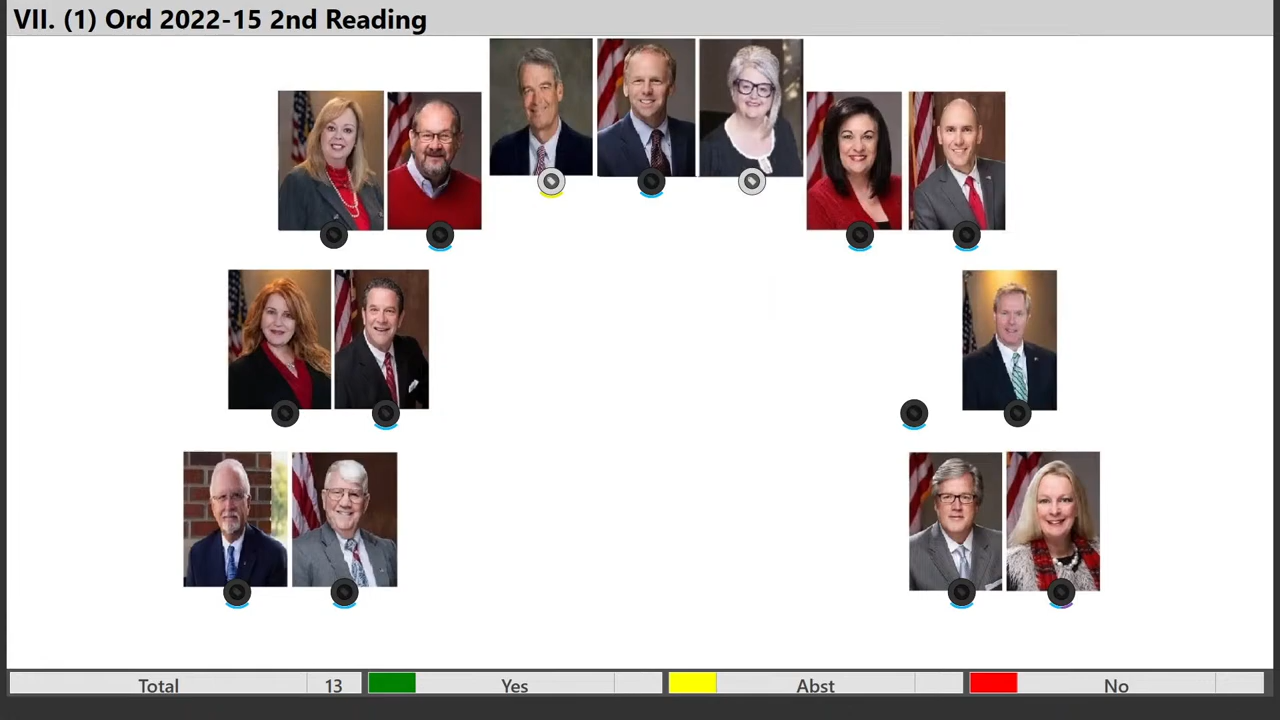 VII. (1) Ord 2022-15 2nd Reading
Total 13 Yes Abst No